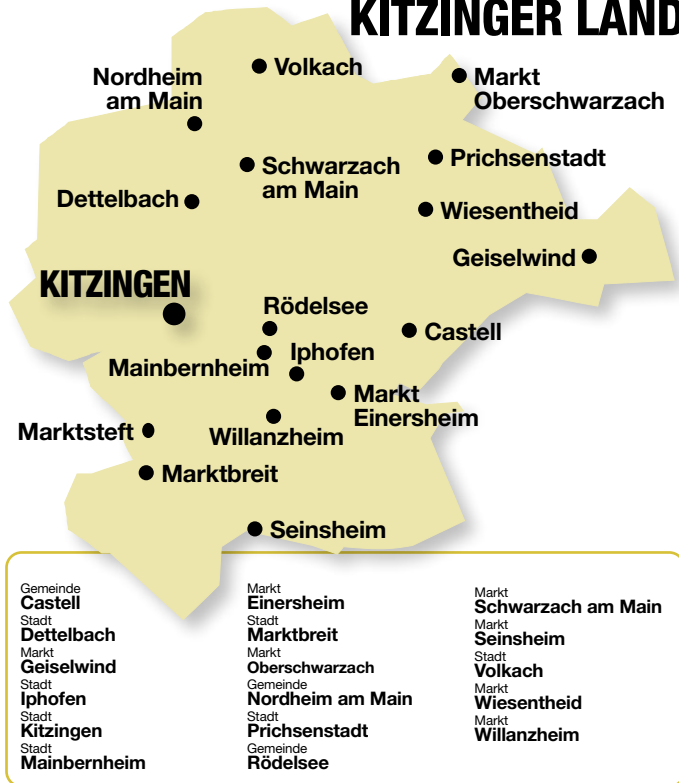 KITZINGER LAND
Volkach
Nordheim
am Main
Markt
Oberschwarzach
Schwarzach
am Main
Prichsenstadt
Dettelbach
Wiesentheid
Geiselwind
KITZINGEN
Rödelsee
Castell
Mainbernheim
Iphofen
Markt
Einersheim
Marktsteft
Willanzheim
Marktbreit
Seinsheim
Gemeinde
Castell
Stadt
Dettelbach
Markt
Geiselwind
Stadt
Iphofen
Stadt
Kitzingen
Stadt
Mainbernheim
Markt
Einersheim
Stadt
Marktbreit
Markt
Oberschwarzach
Gemeinde
Nordheim am Main
Stadt
Prichsenstadt
Gemeinde
Rödelsee
Markt
Schwarzach am Main
Markt
Seinsheim
Stadt
Volkach
Markt
Wiesentheid
Markt
Willanzheim